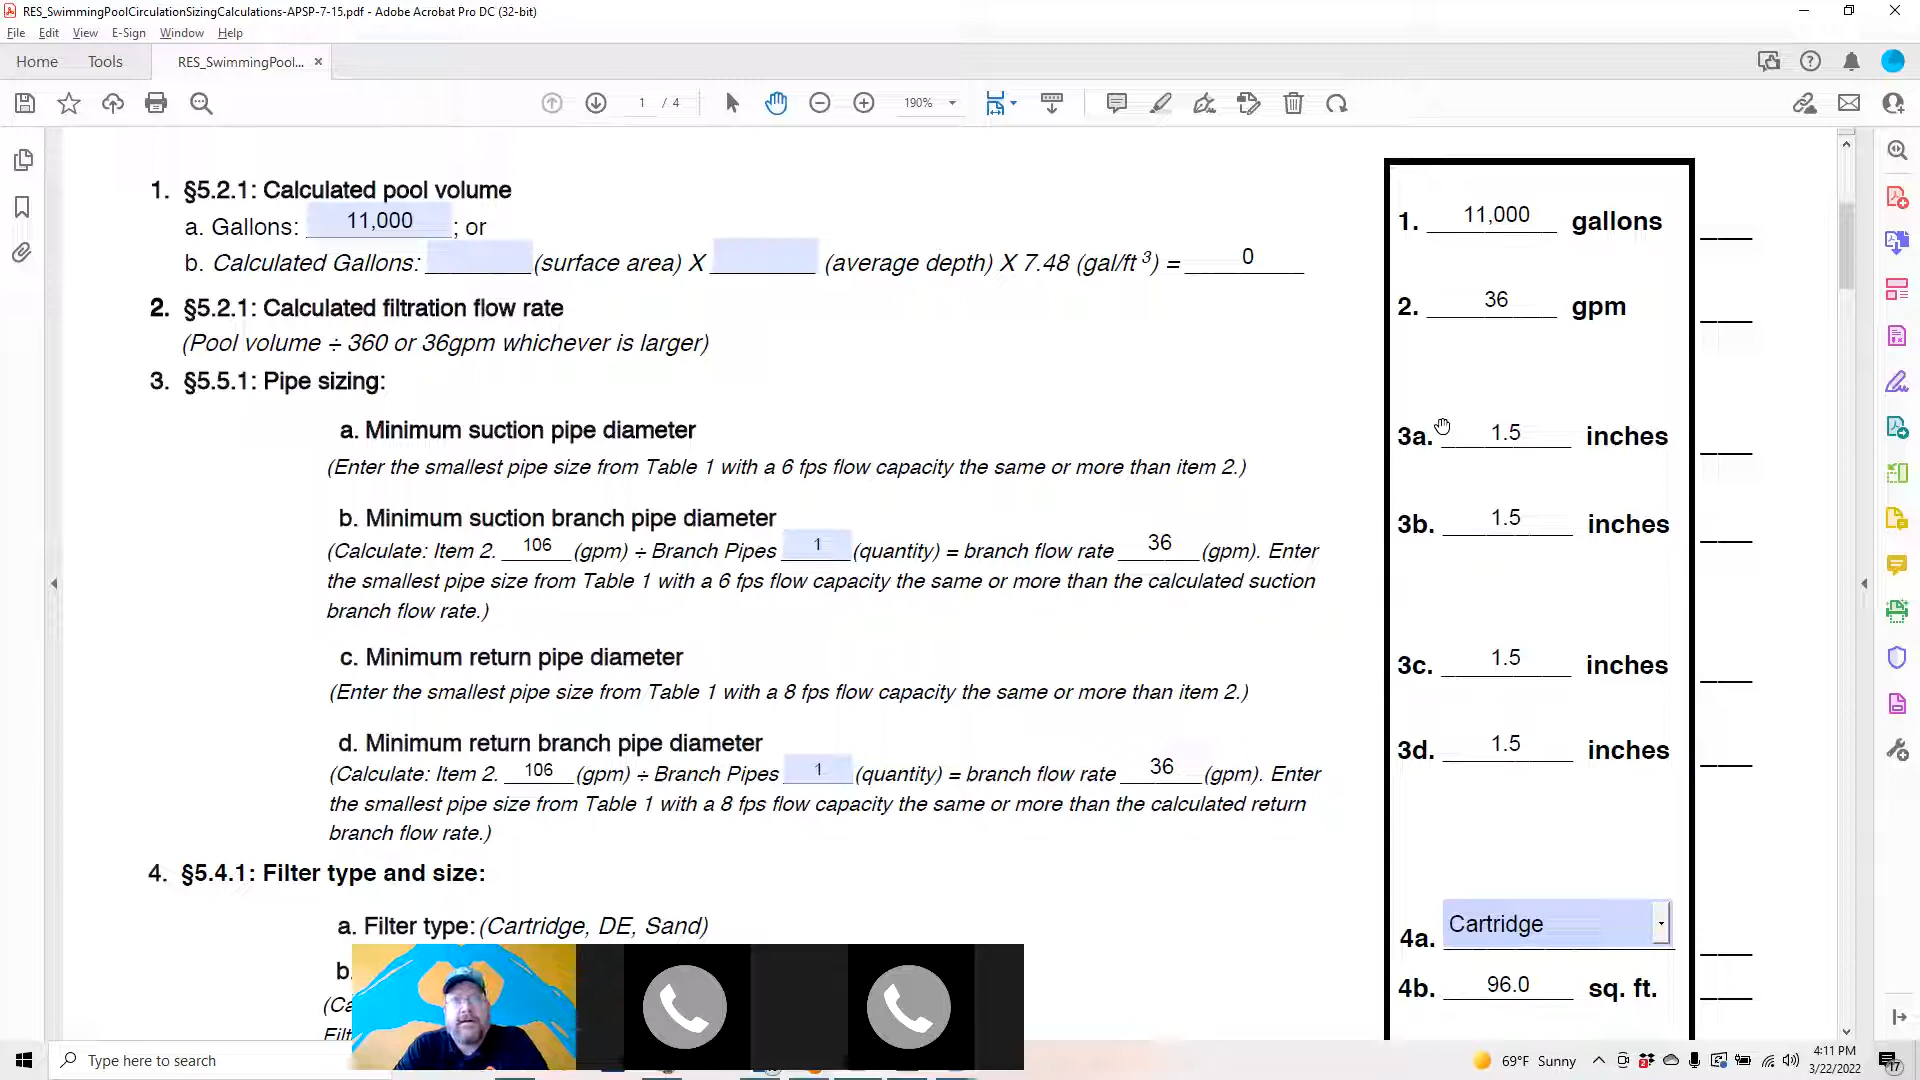 RES_SwimmingPoolCirculationSizingCalculations-APSP-7-15.pdf - Adobe Acrobat Pro DC (32-bit)
File Edit View E-Sign Window Help
Home Tools RES_SwimmingPool... ×
1 / 4 190%
1. §5.2.1: Calculated pool volume
a. Gallons: 11,000 ; or
1. 11,000 gallons
b. Calculated Gallons: (surface area) X (average depth) X 7.48 (gal/ft 3) = 0
2. §5.2.1: Calculated filtration flow rate
2. 36 gpm
(Pool volume ÷ 360 or 36gpm whichever is larger)
3. §5.5.1: Pipe sizing:
a. Minimum suction pipe diameter
3a. 1.5 inches
(Enter the smallest pipe size from Table 1 with a 6 fps flow capacity the same or more than item 2.)
b. Minimum suction branch pipe diameter
3b. 1.5 inches
(Calculate: Item 2. 106 (gpm) ÷ Branch Pipes 1 (quantity) = branch flow rate 36 (gpm). Enter
the smallest pipe size from Table 1 with a 6 fps flow capacity the same or more than the calculated suction
branch flow rate.)
c. Minimum return pipe diameter
3c. 1.5 inches
(Enter the smallest pipe size from Table 1 with a 8 fps flow capacity the same or more than item 2.)
d. Minimum return branch pipe diameter
3d. 1.5 inches
(Calculate: Item 2. 106 (gpm) ÷ Branch Pipes 1 (quantity) = branch flow rate 36 (gpm). Enter
the smallest pipe size from Table 1 with a 8 fps flow capacity the same or more than the calculated return
branch flow rate.)
4. §5.4.1: Filter type and size:
a. Filter type: (Cartridge, DE, Sand)
4a. Cartridge
b.
4b. 96.0 sq. ft.
(Ca
Filt
Type here to search
69°F Sunny
4:11 PM
3/22/2022
17